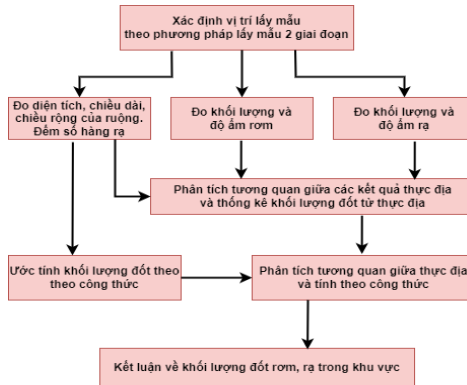 Xác định vị trí lấy mẫu
theo phương pháp lấy mẫu 2 giai đoạn
Đo diện tích, chiều dài,
chiều rộng của ruộng.
Đếm số hàng rạ
Đo khối lượng và
độ ẩm rơm
Đo khối lượng và
độ ẩm rạ
Phân tích tương quan giữa các kết quả thực địa
và thống kê khối lượng đốt từ thực địa
Ước tính khối lượng đốt theo
theo công thức
Phân tích tương quan giữa thực địa
và tính theo công thức
Kết luận về khối lượng đốt rơm, rạ trong khu vực